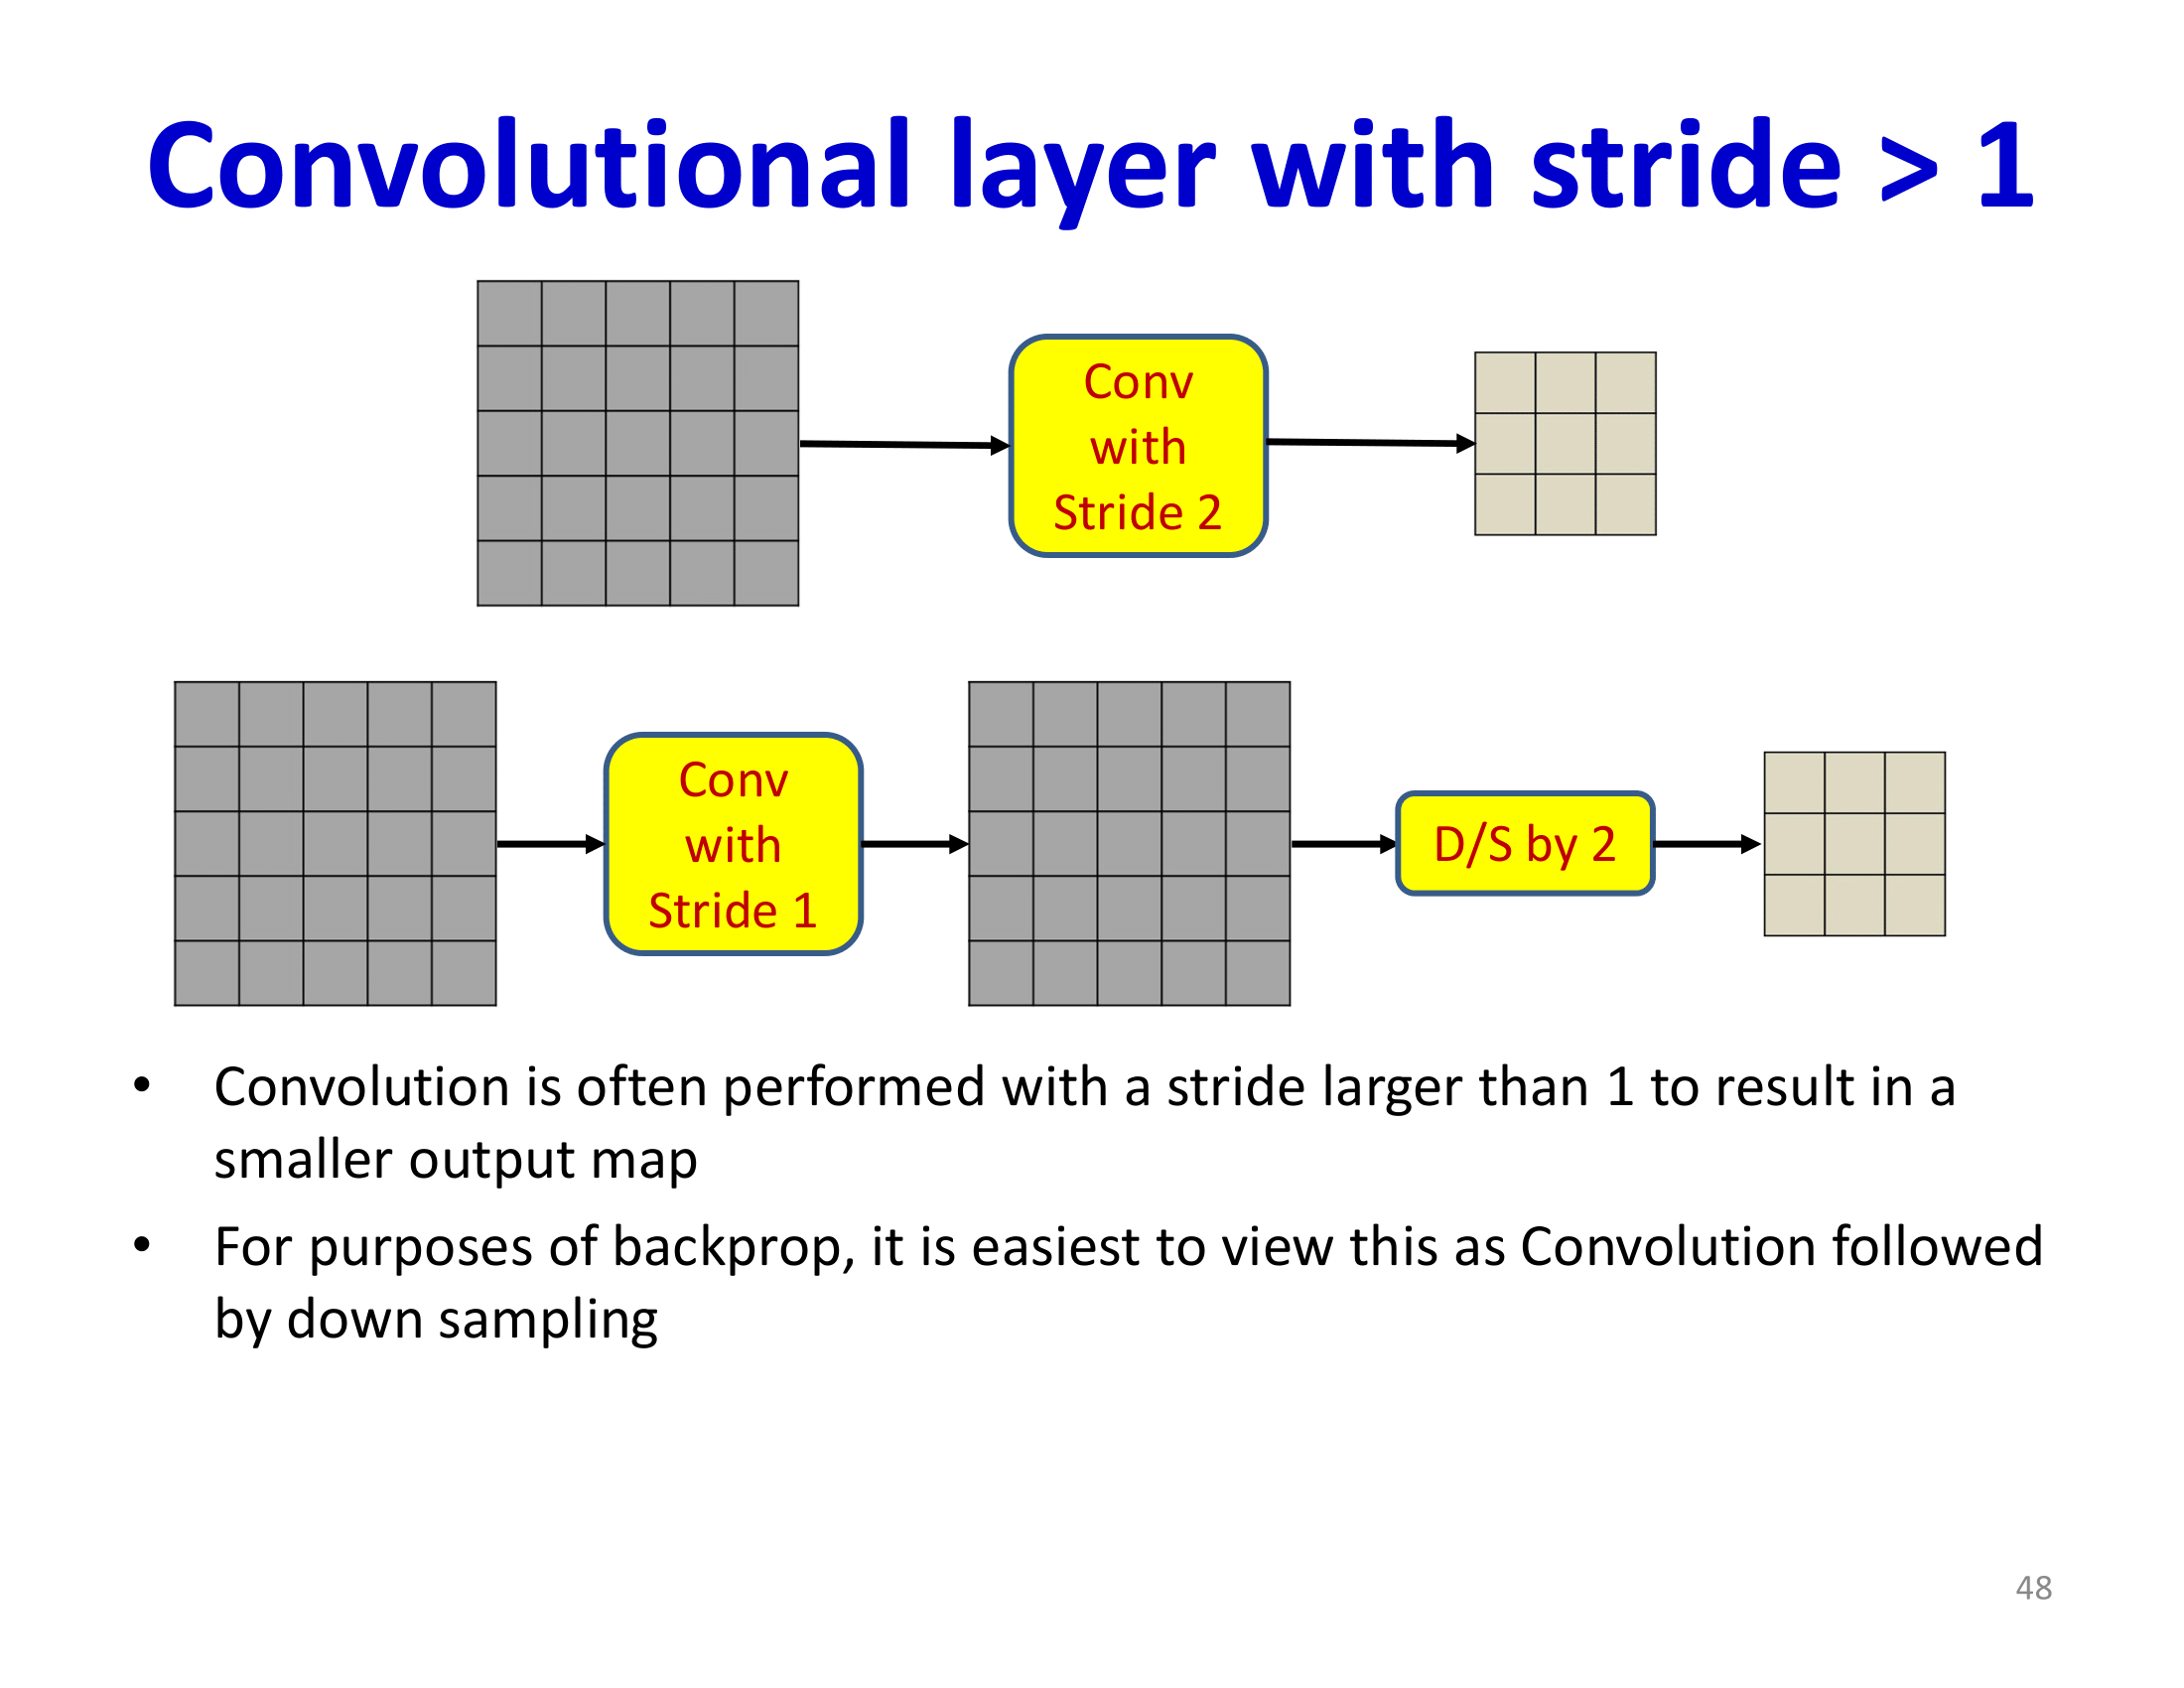 Convolutional layer with stride > 1
Conv
with
Stride 2
Conv
with
Stride 1
D/S by 2
• Convolution is often performed with a stride larger than 1 to result in a
smaller output map
• For purposes of backprop, it is easiest to view this as Convolution followed
by down sampling
48